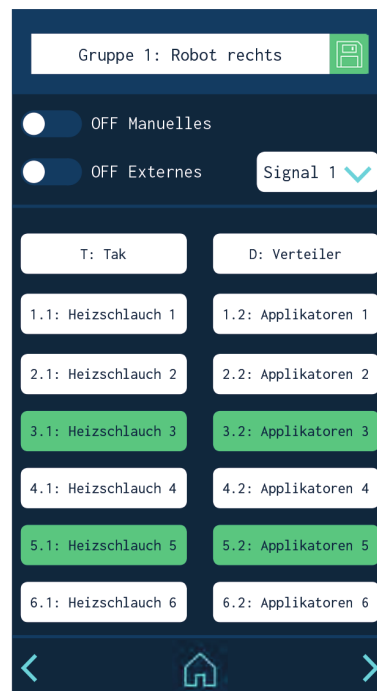 Gruppe 1: Robot rechts
OFF Manuelles
OFF Externes
Signal 1
T: Tak
D: Verteiler
1.1: Heizschlauch 1
1.2: Applikatoren 1
2.1: Heizschlauch 2
2.2: Applikatoren 2
3.1: Heizschlauch 3
3.2: Applikatoren 3
4.1: Heizschlauch 4
4.2: Applikatoren 4
5.1: Heizschlauch 5
5.2: Applikatoren 5
6.1: Heizschlauch 6
6.2: Applikatoren 6